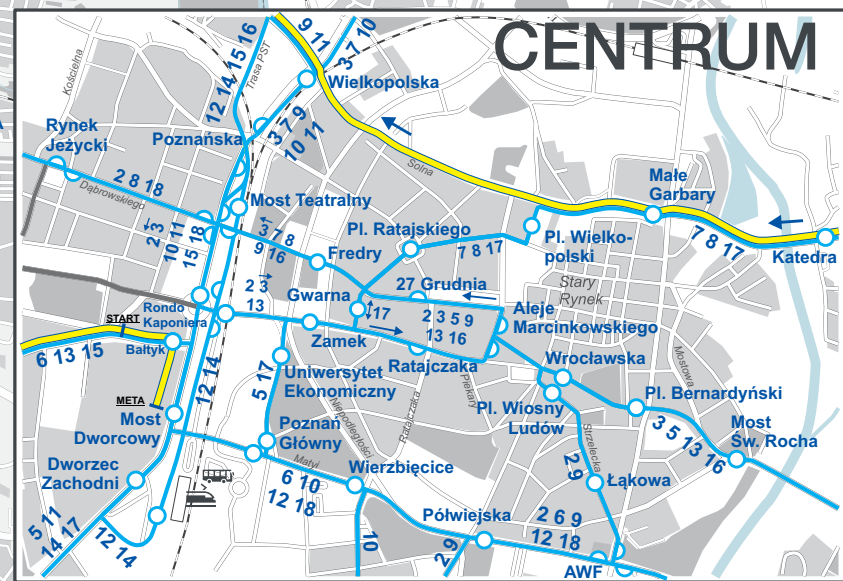 CENTRUM
9 11
3 7 10
15 16
12 14
Trasa PST
Kościelna
Wielkopolska
Rynek
Jeżycki
Poznańska
3 7 9
10 11
Solna
2 8 18
Dąbrowskiego
Most Teatralny
Małe
Garbary
7 8 17
Katedra
Pl. Ratajskiego
7 8 17
Pl. Wielko-
polski
2 3
10 11
15 18
3 7 8
9 16
Fredry
Stary
Rynek
2 3
13
Gwarna
27 Grudnia
17
2 3 5 9
13 16
Aleje
Marcinkowskiego
START
Rondo
Kaponiera
Bałtyk
6 13 15
Zamek
Ratajczaka
Wrocławska
Mostowa
12 14
5 17
Uniwersytet
Ekonomiczny
Niepodległości
Ratajczaka
Piekary
Pl. Wiosny
Ludów
Pl. Bernardyński
META
Most
Dworcowy
Poznań
Główny
Matyi
3 5 13 16
Most
Św. Rocha
Strzelecka
2 9
Dworzec
Zachodni
Wierzbięcice
6 10
12 18
Łąkowa
5 11
14 17
12 14
10
2 9
Półwiejska
2 6 9
12 18
AWF